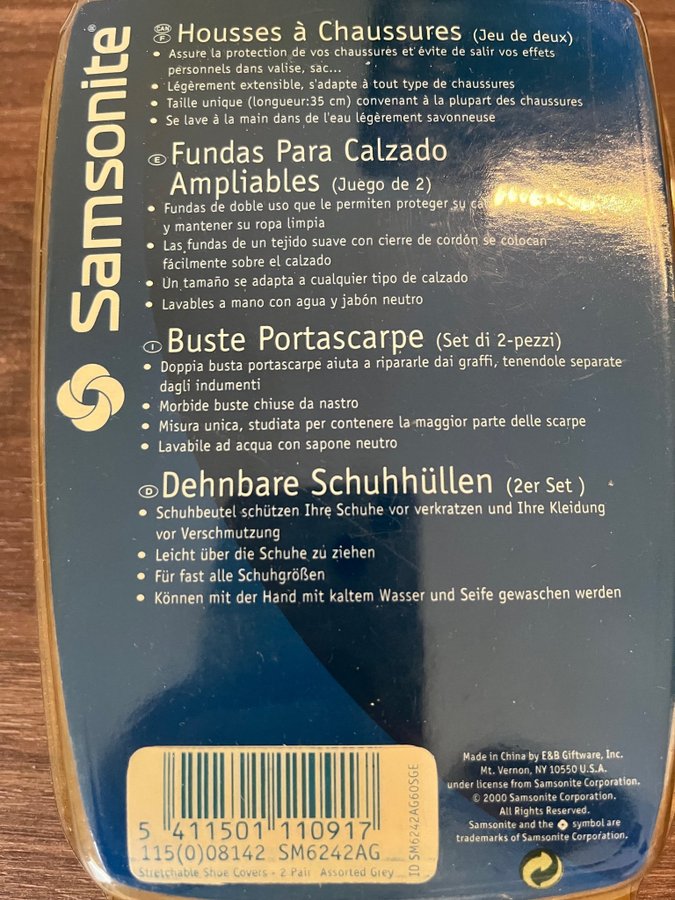 Samsonite®
CAN F Housses à Chaussures (Jeu de deux)
• Assure la protection de vos chaussures et évite de salir vos effets
personnels dans valise, sac...
• Légèrement extensible, s'adapte à tout type de chaussures
• Taille unique (longueur:35 cm) convenant à la plupart des chaussures
• Se lave à la main dans de l'eau légèrement savonneuse
E Fundas Para Calzado
Ampliables (Juego de 2)
• Fundas de doble uso que le permiten proteger su
y mantener su ropa limpia
• Las fundas de un tejido suave con cierre de cordón se colocan
fácilmente sobre el calzado
• Un tamaño se adapta a cualquier tipo de calzado
• Lavables a mano con agua y jabón neutro
I Buste Portascarpe (Set di 2-pezzi)
• Doppia busta portascarpe aiuta a ripararle dai graffi, tenendole separate
dagli indumenti
• Morbide buste chiuse da nastro
• Misura unica, studiata per contenere la maggior parte delle scarpe
• Lavabile ad acqua con sapone neutro
D Dehnbare Schuhhüllen (2er Set )
• Schuhbeutel schützen Ihre Schuhe vor verkratzen und Ihre Kleidung
vor Verschmutzung
• Leicht über die Schuhe zu ziehen
• Für fast alle Schuhgrößen
• Können mit der Hand mit kaltem Wasser und Seife gewaschen werden
5 411501 110917
115(0)08142 SM6242AG
Stretchable Shoe Covers - 2 Pair Assorted Grey
ID SM6242AG60SGE
Made in China by E&B Giftware, Inc.
Mt. Vernon, NY 10550 U.S.A.
under license from Samsonite Corporation.
© 2000 Samsonite Corporation.
All Rights Reserved.
Samsonite and the symbol are
trademarks of Samsonite Corporation.